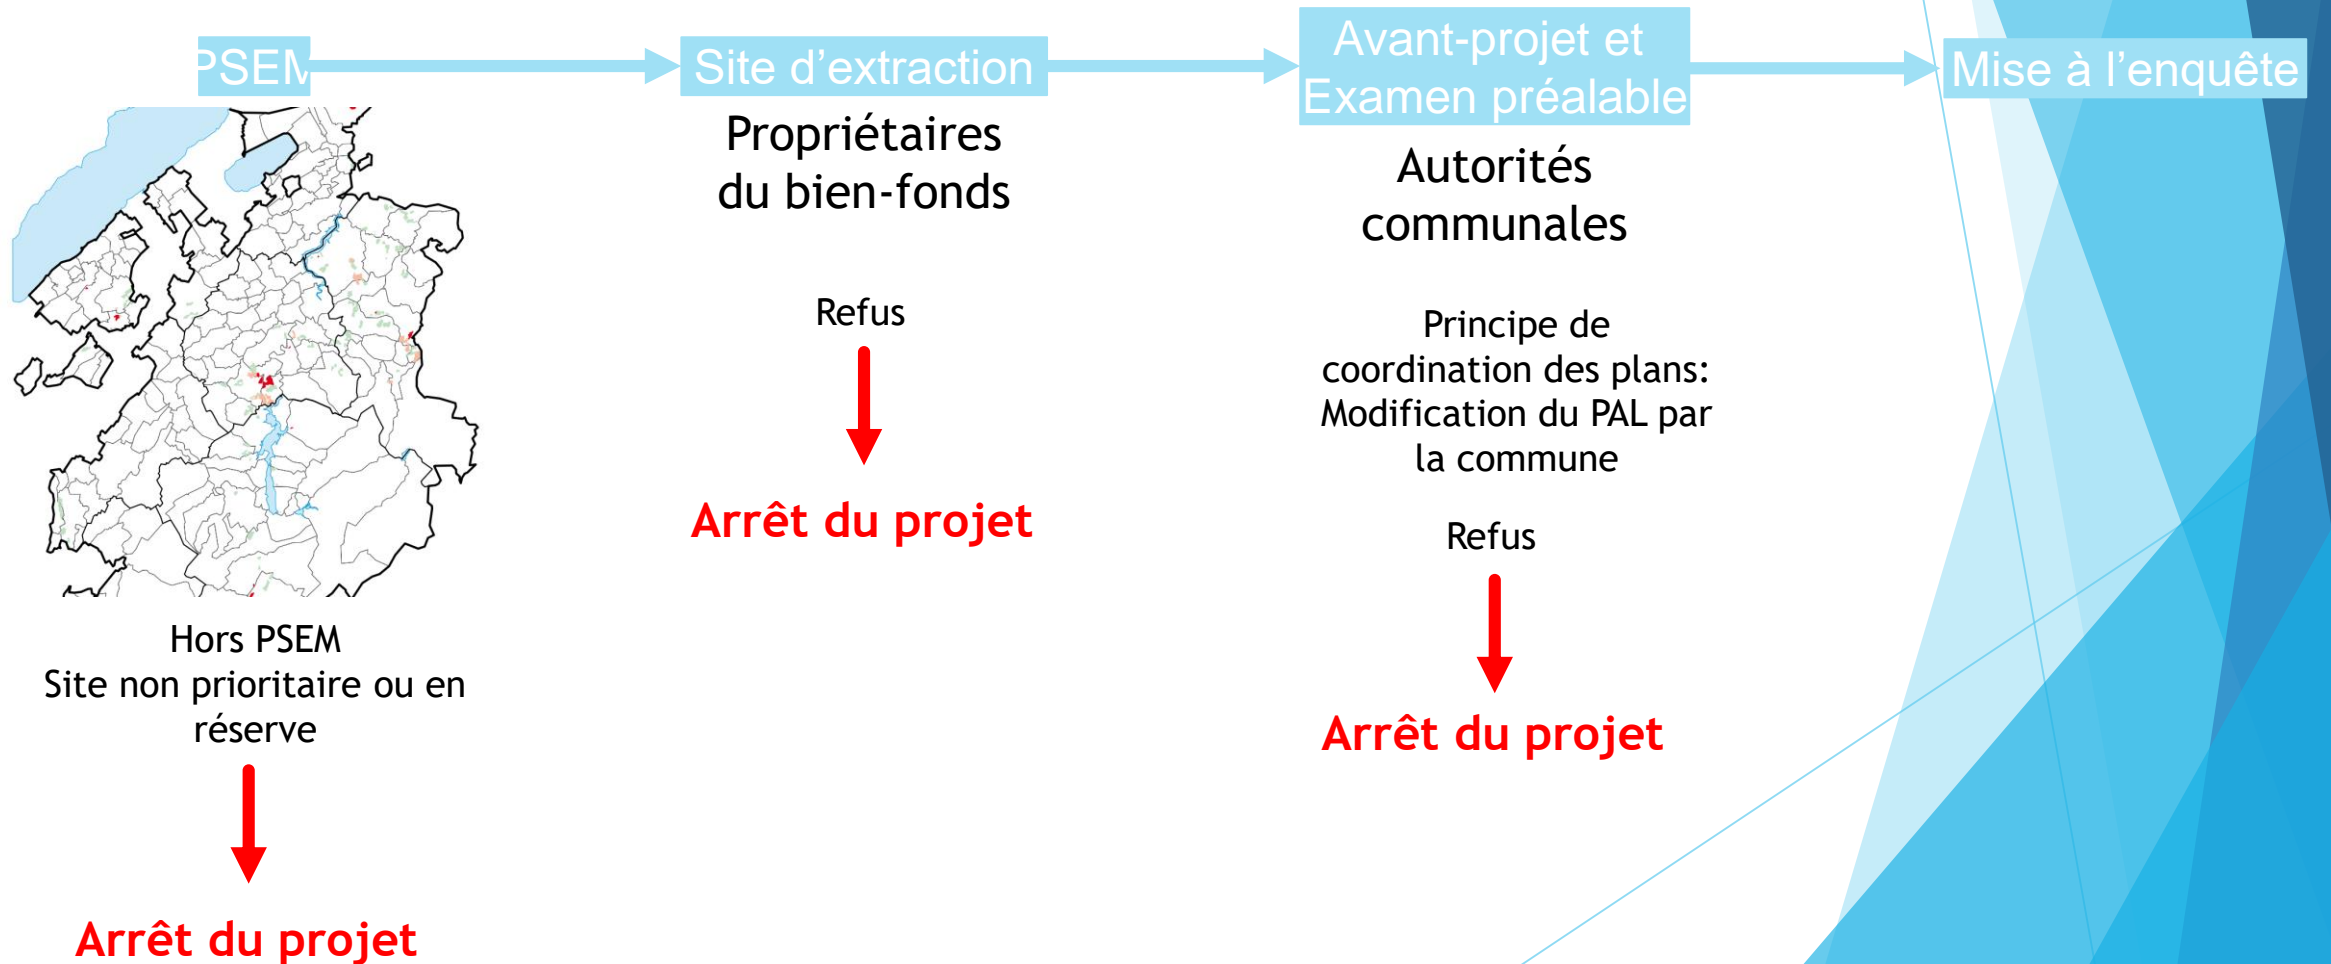 PSEM
Site d’extraction
Avant-projet et
Examen préalable
Mise à l’enquête
Propriétaires
du bien-fonds
Refus
Arrêt du projet
Autorités
communales
Principe de
coordination des plans:
Modification du PAL par
la commune
Refus
Arrêt du projet
Hors PSEM
Site non prioritaire ou en
réserve
Arrêt du projet